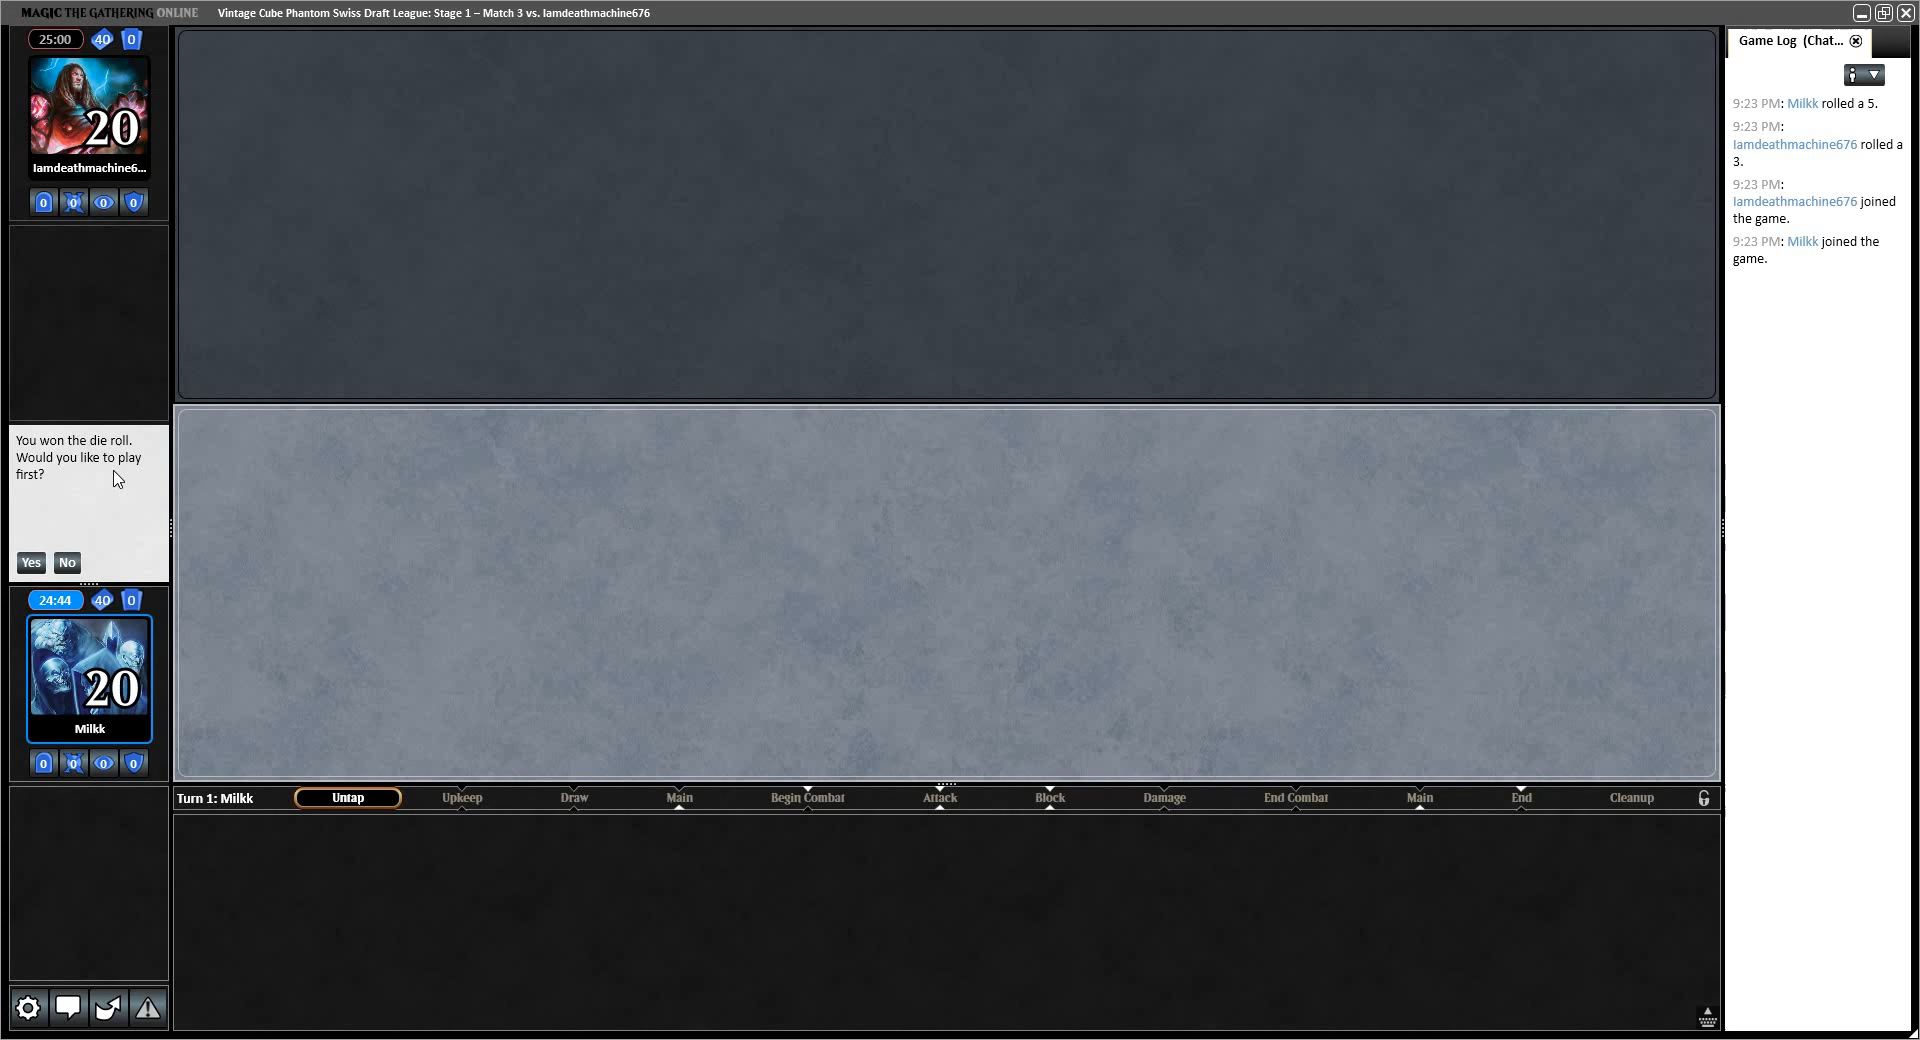 MAGIC THE GATHERING ONLINE
Vintage Cube Phantom Swiss Draft League: Stage 1 – Match 3 vs. Iamdeathmachine676
25:00 40 0
20
Iamdeathmachine6...
0 0 0 0
You won the die roll.
Would you like to play
first?
Yes No
24:44 40 0
20
Milkk
0 0 0 0
Turn 1: Milkk Untap Upkeep Draw Main Begin Combat Attack Block Damage End Combat Main End Cleanup
Game Log (Chat...
9:23 PM: Milkk rolled a 5.
9:23 PM:
Iamdeathmachine676 rolled a
3.
9:23 PM:
Iamdeathmachine676 joined
the game.
9:23 PM: Milkk joined the
game.